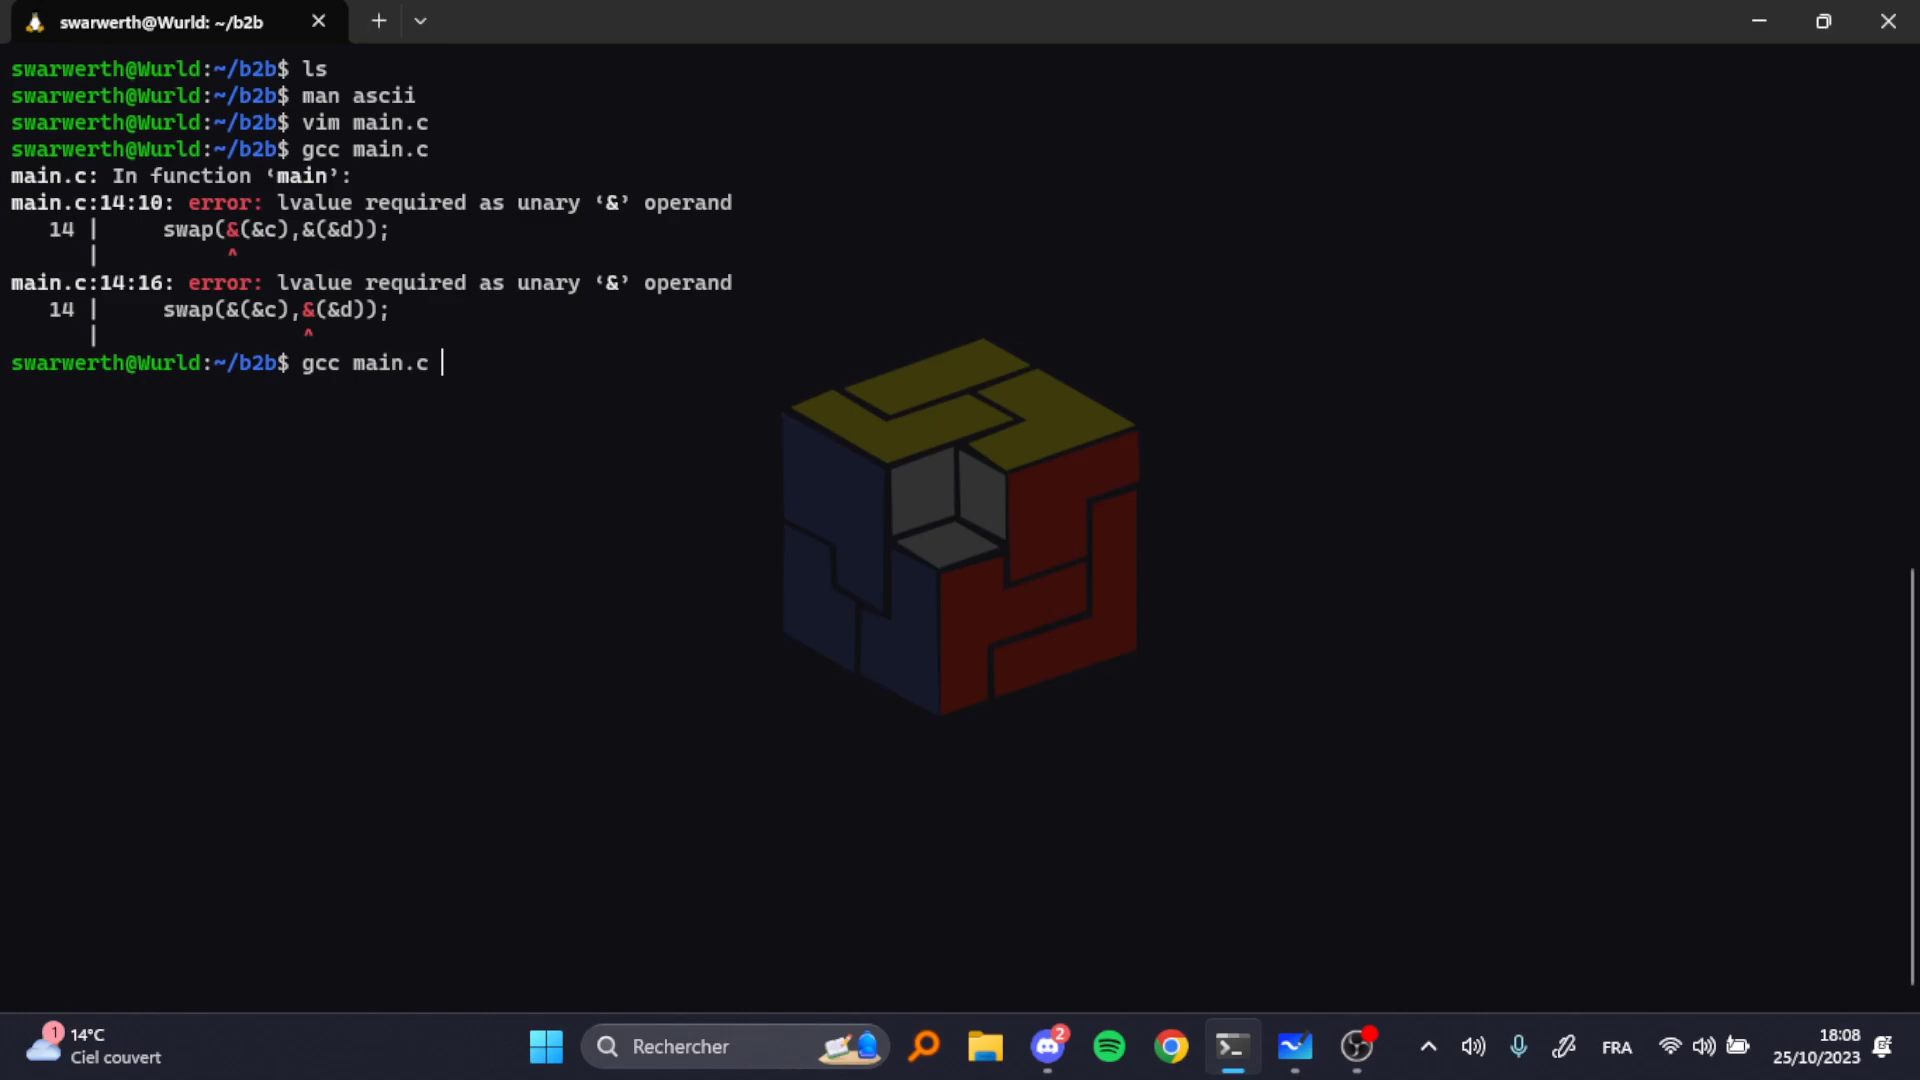 swarwerth@Wurld: ~/b2b
swarwerth@Wurld:~/b2b$ ls
swarwerth@Wurld:~/b2b$ man ascii
swarwerth@Wurld:~/b2b$ vim main.c
swarwerth@Wurld:~/b2b$ gcc main.c
main.c: In function ‘main’:
main.c:14:10: error: lvalue required as unary ‘&’ operand
14 | swap(&(&c),&(&d));
| ^
main.c:14:16: error: lvalue required as unary ‘&’ operand
14 | swap(&(&c),&(&d));
| ^
swarwerth@Wurld:~/b2b$ gcc main.c
1
14°C
Ciel couvert
Rechercher
2
FRA
18:08
25/10/2023